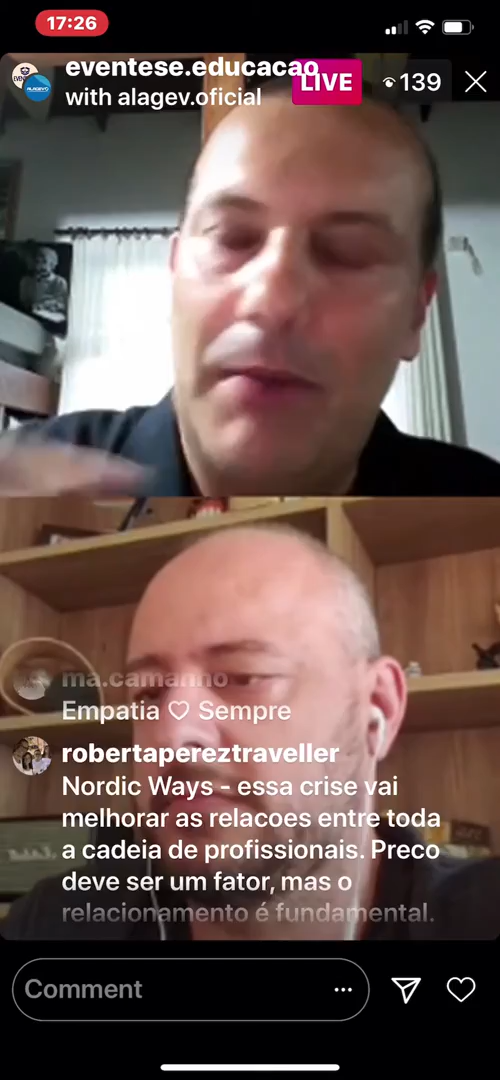 17:26
eventese.educacao
with alagev.oficial
LIVE
139
ma.camanho
Empatia ♡ Sempre
robertapereztraveller
Nordic Ways - essa crise vai
melhorar as relacoes entre toda
a cadeia de profissionais. Preco
deve ser um fator, mas o
relacionamento é fundamental.
Comment